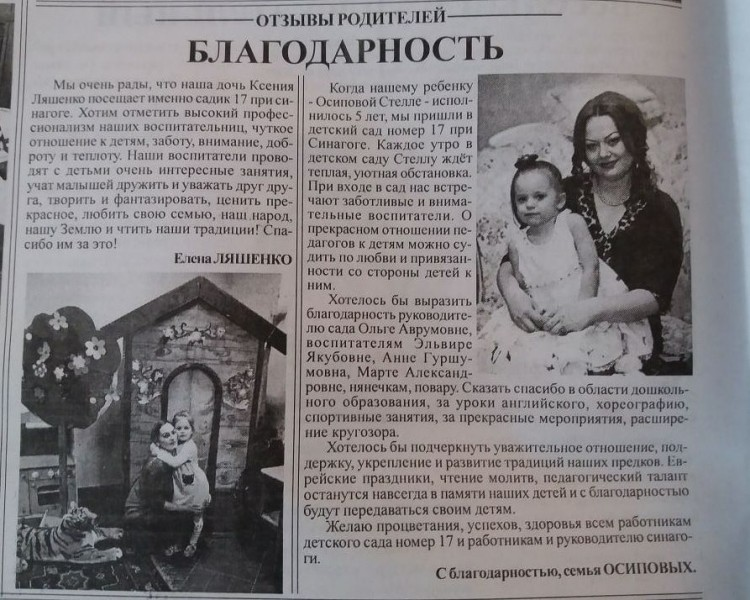 ОТЗЫВЫ РОДИТЕЛЕЙ
БЛАГОДАРНОСТЬ
Мы очень рады, что наша дочь Ксения
Ляшенко посещает именно садик 17 при си-
нагоге. Хотим отметить высокий профес-
сионализм наших воспитательниц, чуткое
отношение к детям, заботу, внимание, доб-
роту и теплоту. Наши воспитатели прово-
дят с детьми очень интересные занятия,
учат малышей дружить и уважать друг дру-
га, творить и фантазировать, ценить пре-
красное, любить свою семью, наш народ,
нашу Землю и чтить наши традиции! Спа-
сибо им за это!
Елена ЛЯШЕНКО
Когда нашему ребенку
- Осиповой Стелле - испол-
нилось 5 лет, мы пришли в
детский сад номер 17 при
Синагоге. Каждое утро в
детском саду Стеллу ждёт
теплая, уютная обстановка.
При входе в сад нас встре-
чают заботливые и внима-
тельные воспитатели. О
прекрасном отношении пе-
дагогов к детям можно су-
дить по любви и привязан-
ности со стороны детей к
ним.
Хотелось бы выразить
благодарность руководите-
лю сада Ольге Аврумовне,
воспитателям Эльвире
Якубовне, Анне Гуршу-
мовна, Марте Александ-
ровне, нянечкам, повару. Сказать спасибо в области дошколь-
ного образования, за уроки английского, хореографию,
спортивные занятия, за прекрасные мероприятия, расшире-
ние кругозора.
Хотелось бы подчеркнуть уважительное отношение, под-
держку, укрепление и развитие традиций наших предков. Ев-
рейские праздники, чтение молитв, педагогический талант
останутся навсегда в памяти наших детей и с благодарностью
будут передаваться своим детям.
Желаю процветания, успехов, здоровья всем работникам
детского сада номер 17 и работникам и руководителю синаго-
ги.
С благодарностью, семья ОСИПОВЫХ.